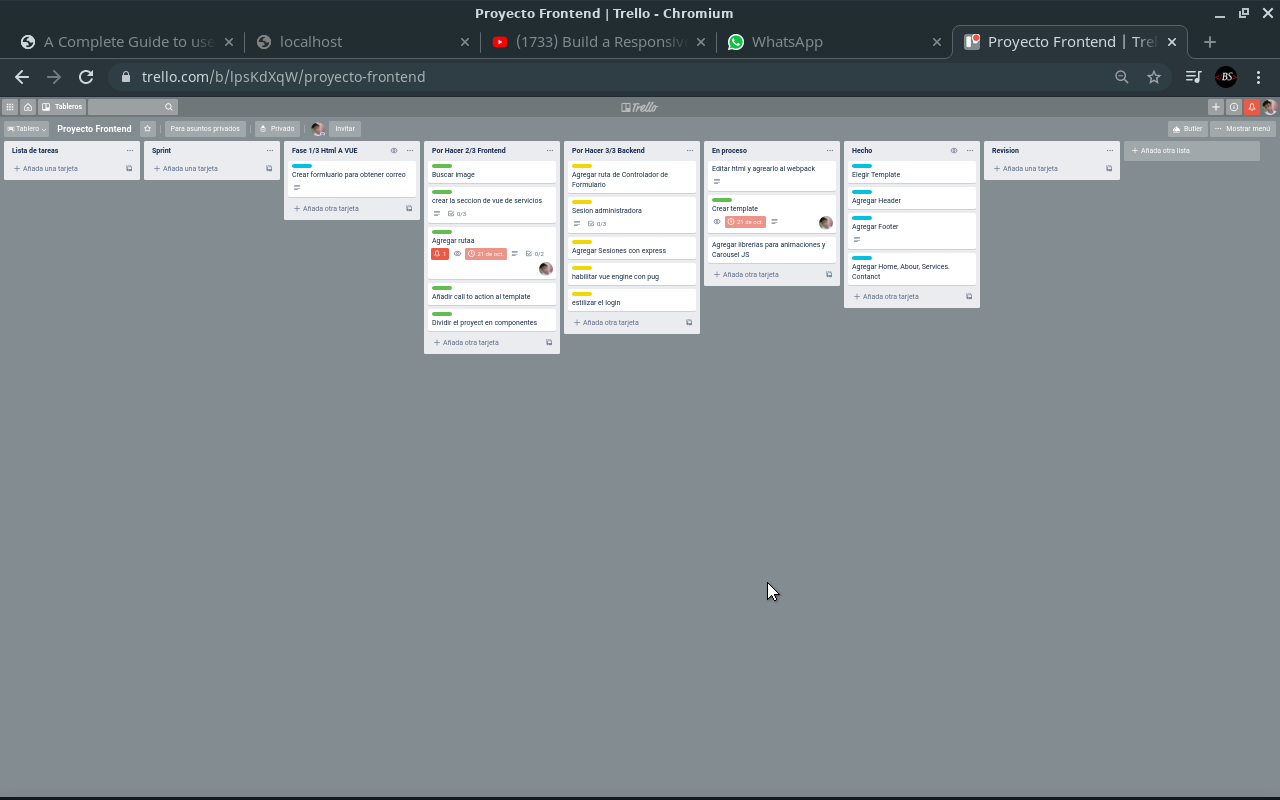 Proyecto Frontend | Trello - Chromium
A Complete Guide to use
localhost
(1733) Build a Responsiv
WhatsApp
Proyecto Frontend | Trel
trello.com/b/lpsKdXqW/proyecto-frontend
BS
Tableros
Trello
Tablero
Proyecto Frontend
Para asuntos privados
Privado
Invitar
Butler
Mostrar menú
Lista de tareas
Añada una tarjeta
Sprint
Añada una tarjeta
Fase 1/3 Html A VUE
Crear formluario para obtener correo
Añada otra tarjeta
Por Hacer 2/3 Frontend
Buscar image
crear la seccion de vue de servicios
0/3
Agregar rutaa
1
21 de oct.
0/2
Añadir call to action al template
Dividir el proyect en componentes
Añada otra tarjeta
Por Hacer 3/3 Backend
Agregar ruta de Controlador de
Formulario
Sesion administradora
0/3
Agregar Sesiones con express
habilitar vue engine con pug
estilizar el login
Añada otra tarjeta
En proceso
Editar html y agrearlo al webpack
Crear template
21 de oct.
Agregar librerias para animaciones y
Carousel JS
Añada otra tarjeta
Hecho
Elegir Template
Agregar Header
Agregar Footer
Agregar Home, Abour, Services.
Contanct
Añada otra tarjeta
Revision
Añada una tarjeta
Añada otra lista